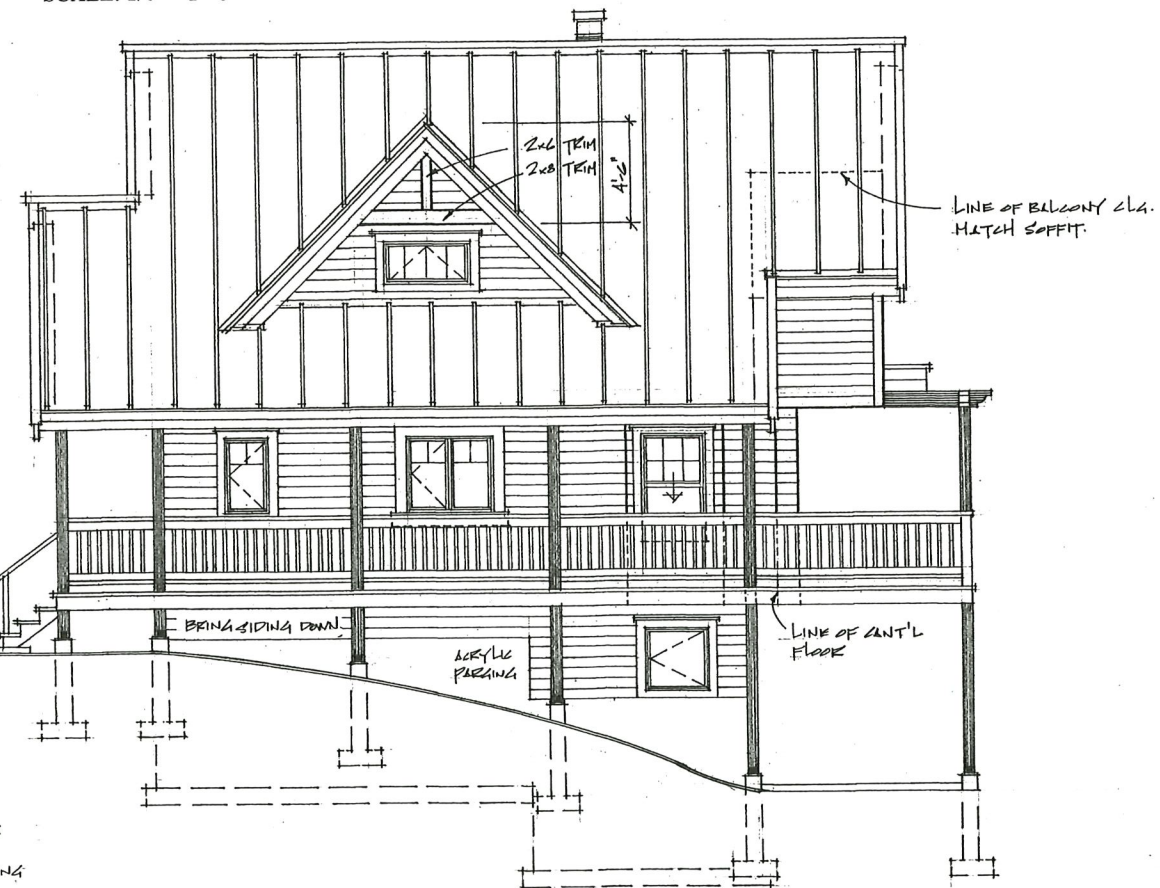 2x6 TRIM
2x8 TRIM
4'-6"
LINE OF BALCONY CLG.
MATCH SOFFIT.
BRING SIDING DOWN.
ACRYLIC
PARGING
LINE OF CANT'L
FLOOR